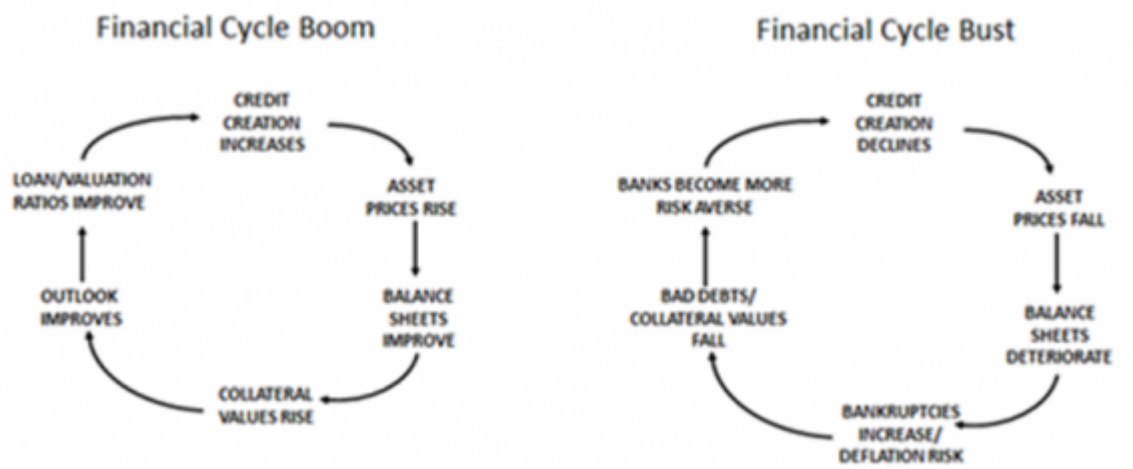 Financial Cycle Boom
CREDIT
CREATION
INCREASES
ASSET
PRICES RISE
BALANCE
SHEETS
IMPROVE
COLLATERAL
VALUES RISE
OUTLOOK
IMPROVES
LOAN/VALUATION
RATIOS IMPROVE
Financial Cycle Bust
CREDIT
CREATION
DECLINES
ASSET
PRICES FALL
BALANCE
SHEETS
DETERIORATE
BANKRUPTCIES
INCREASE/
DEFLATION RISK
BAD DEBTS/
COLLATERAL VALUES
FALL
BANKS BECOME MORE
RISK AVERSE